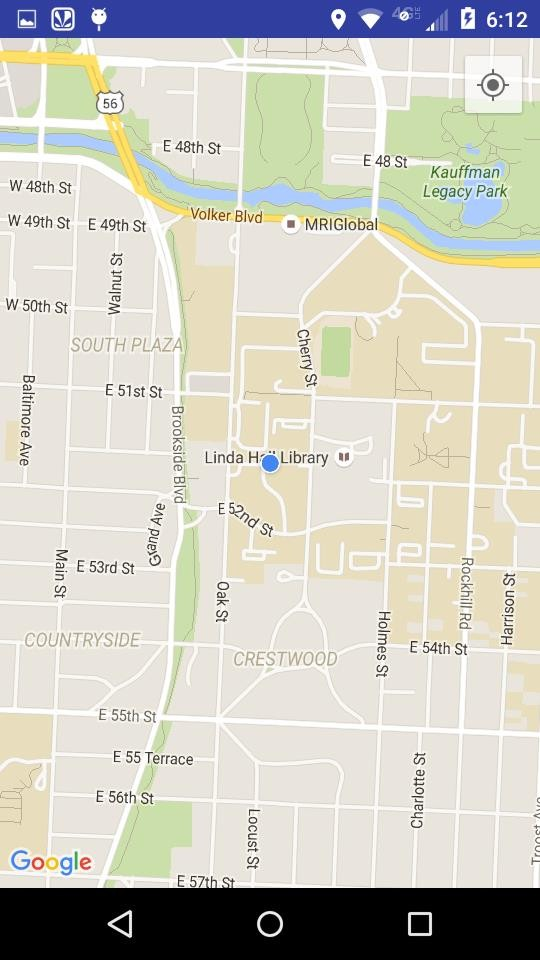 4G LTE
6:12
56
E 48th St
E 48 St
Kauffman
Legacy Park
W 48th St
W 49th St
E 49th St
Volker Blvd
MRIGlobal
Walnut St
W 50th St
SOUTH PLAZA
Cherry St
E 51st St
Baltimore Ave
Brookside Blvd
Linda Hall Library
E 52nd St
Grand Ave
Main St
E 53rd St
Oak St
Rockhill Rd
Harrison St
Holmes St
COUNTRYSIDE
CRESTWOOD
E 54th St
E 55th St
E 55 Terrace
Charlotte St
E 56th St
Locust St
Troost Ave
Google
E 57th St